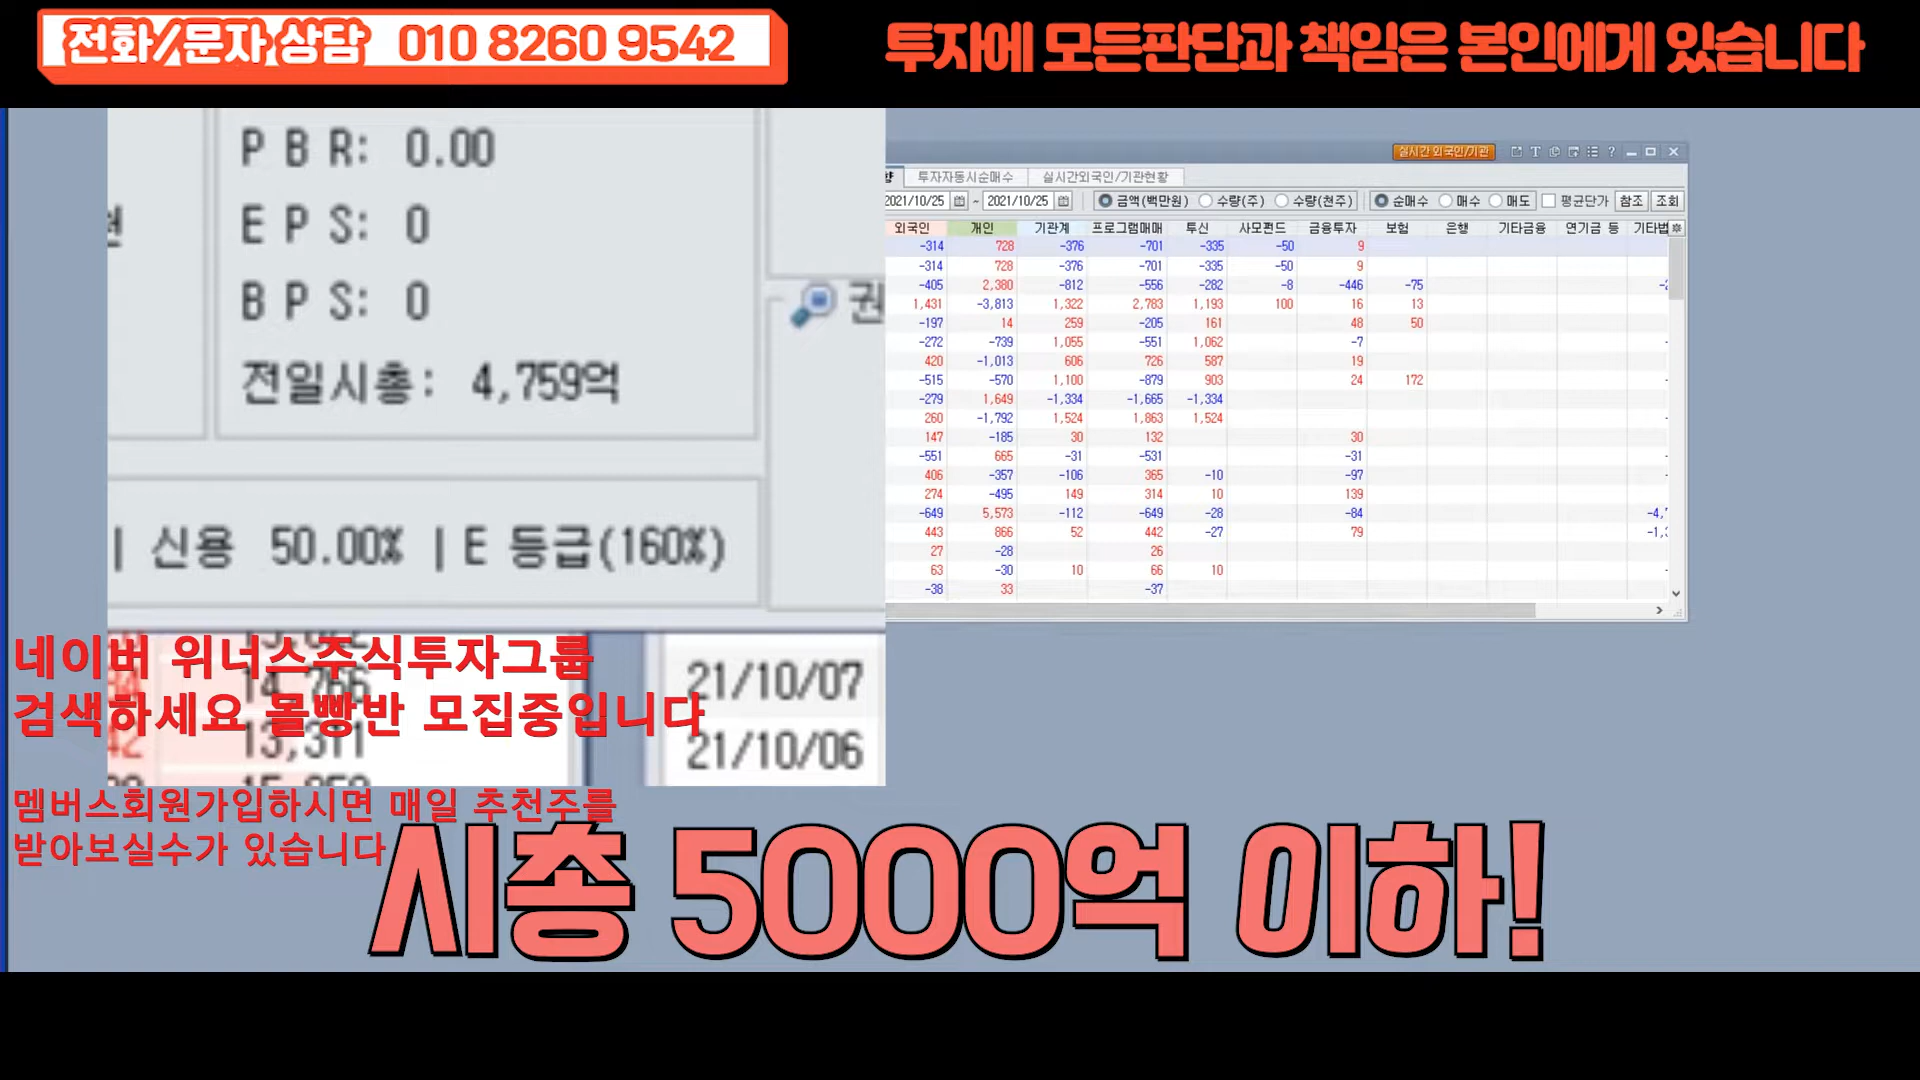 전화/문자 상담 010 8260 9542
투자에 모든판단과 책임은 본인에게 있습니다
P B R: 0.00
E P S: 0
B P S: 0
전일시총: 4,759억
권
| 신용 50.00% | E 등급(160%)
14,766
13,311
21/10/07
21/10/06
실시간 외국인/기관
투자자동시순매수 실시간외국인/기관현황
2021/10/25 ~ 2021/10/25 금액(백만원) 수량(주) 수량(천주) 순매수 매수 매도 평균단가 참조 조회
외국인 개인 기관계 프로그램매매 투신 사모펀드 금융투자 보험 은행 기타금융 연기금 등 기타법
-314 728 -376 -701 -335 -50 9
-314 728 -376 -701 -335 -50 9
-405 2,380 -812 -556 -282 -8 -446 -75
1,431 -3,813 1,322 2,783 1,193 100 16 13
-197 14 259 -205 161 48 50
-272 -739 1,055 -551 1,062 -7
420 -1,013 606 726 587 19
-515 -570 1,100 -879 903 24 172
-279 1,649 -1,334 -1,665 -1,334
260 -1,792 1,524 1,863 1,524
147 -185 30 132 30
-551 665 -31 -531 -31
406 -357 -106 365 -10 -97
274 -495 149 314 10 139
-649 5,573 -112 -649 -28 -84
443 866 52 442 -27 79
27 -28 26
63 -30 10 66 10
-38 33 -37
네이버 위너스주식투자그룹
검색하세요 몰빵반 모집중입니다
멤버스회원가입하시면 매일 추천주를
받아보실수가 있습니다
시총 5000억 이하!